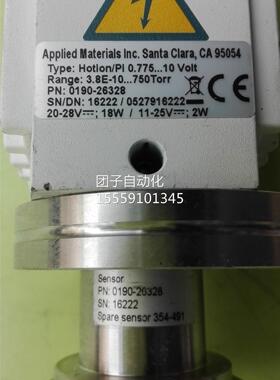 Applied Materials Inc. Santa Clara, CA 95054
Type: Hotion/Pi 0.775...10 Volt
Range: 3.8E-10...750Torr
PN: 0190-26328
SN/DN: 16222 / 0527916222
20-28V⎓; 18W / 11-25V⎓; 2W
团子自动化
15559101345
Sensor
PN: 0190-26328
SN: 16222
Spare sensor 354-491